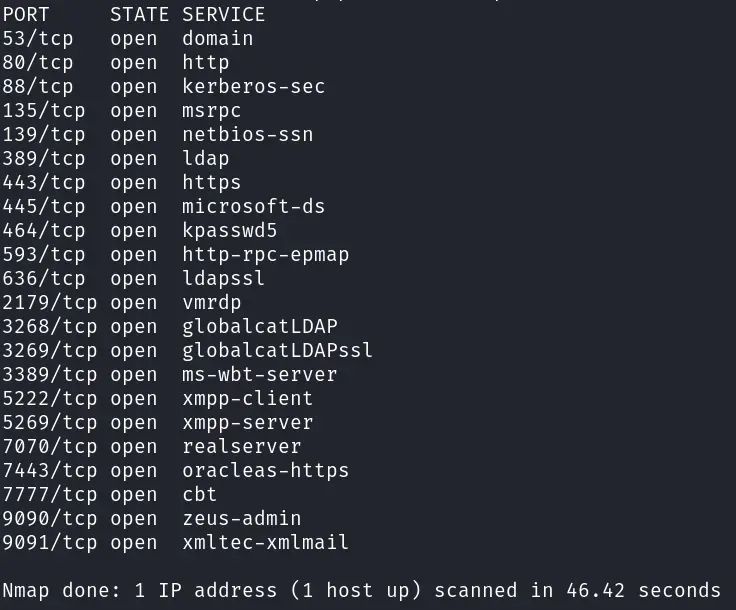 PORT     STATE SERVICE
53/tcp   open  domain
80/tcp   open  http
88/tcp   open  kerberos-sec
135/tcp  open  msrpc
139/tcp  open  netbios-ssn
389/tcp  open  ldap
443/tcp  open  https
445/tcp  open  microsoft-ds
464/tcp  open  kpasswd5
593/tcp  open  http-rpc-epmap
636/tcp  open  ldapssl
2179/tcp open  vmrdp
3268/tcp open  globalcatLDAP
3269/tcp open  globalcatLDAPssl
3389/tcp open  ms-wbt-server
5222/tcp open  xmpp-client
5269/tcp open  xmpp-server
7070/tcp open  realserver
7443/tcp open  oracleas-https
7777/tcp open  cbt
9090/tcp open  zeus-admin
9091/tcp open  xmltec-xmlmail
Nmap done: 1 IP address (1 host up) scanned in 46.42 seconds